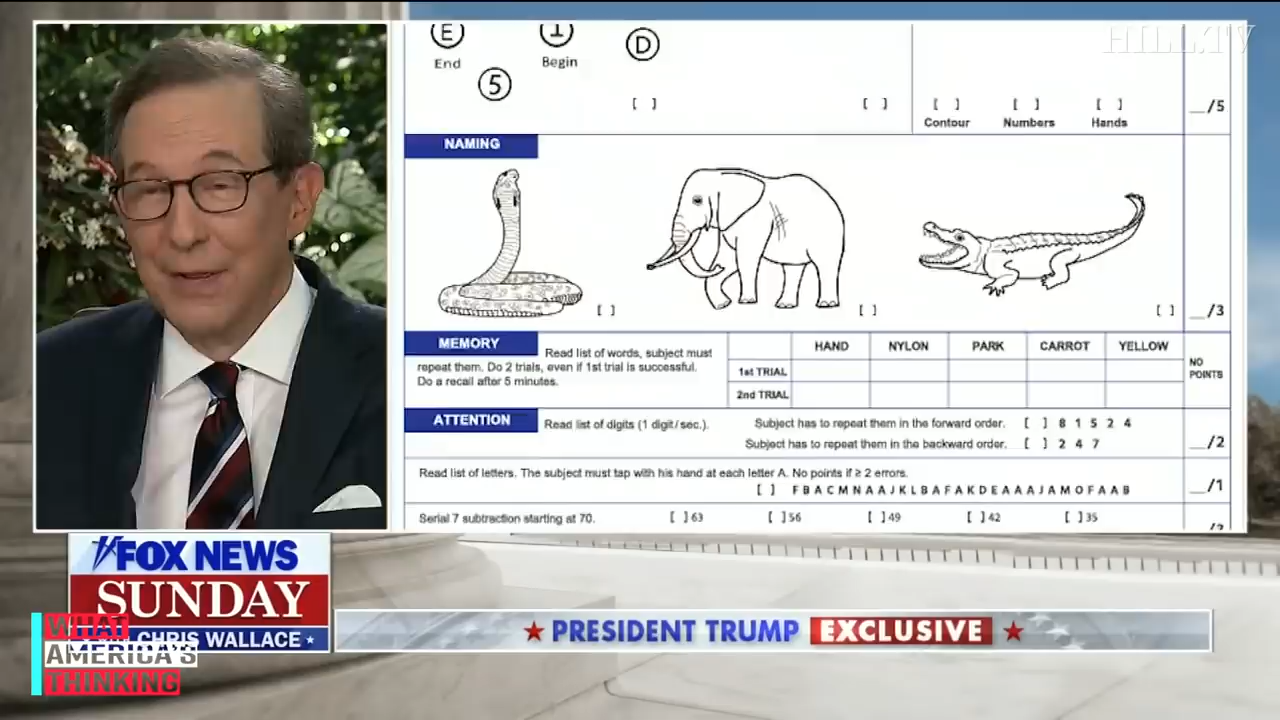 HILL.TV
E
1
D
End
Begin
5
[ ]
[ ]
[ ] [ ] [ ]
Contour Numbers Hands
__/5
NAMING
[ ]
[ ]
[ ]
__/3
MEMORY
Read list of words, subject must
repeat them. Do 2 trials, even if 1st trial is successful.
Do a recall after 5 minutes.
HAND NYLON PARK CARROT YELLOW
1st TRIAL
2nd TRIAL
NO
POINTS
ATTENTION
Read list of digits (1 digit/sec.).
Subject has to repeat them in the forward order. [ ] 8 1 5 2 4
Subject has to repeat them in the backward order. [ ] 2 4 7
__/2
Read list of letters. The subject must tap with his hand at each letter A. No points if ≥ 2 errors.
[ ] F B A C M N A A J K L B A F A K D E A A A J A M O F A A B
__/1
Serial 7 subtraction starting at 70. [ ] 63 [ ] 56 [ ] 49 [ ] 42 [ ] 35
FOX NEWS
SUNDAY
CHRIS WALLACE
PRESIDENT TRUMP EXCLUSIVE
WHAT
AMERICA'S
THINKING